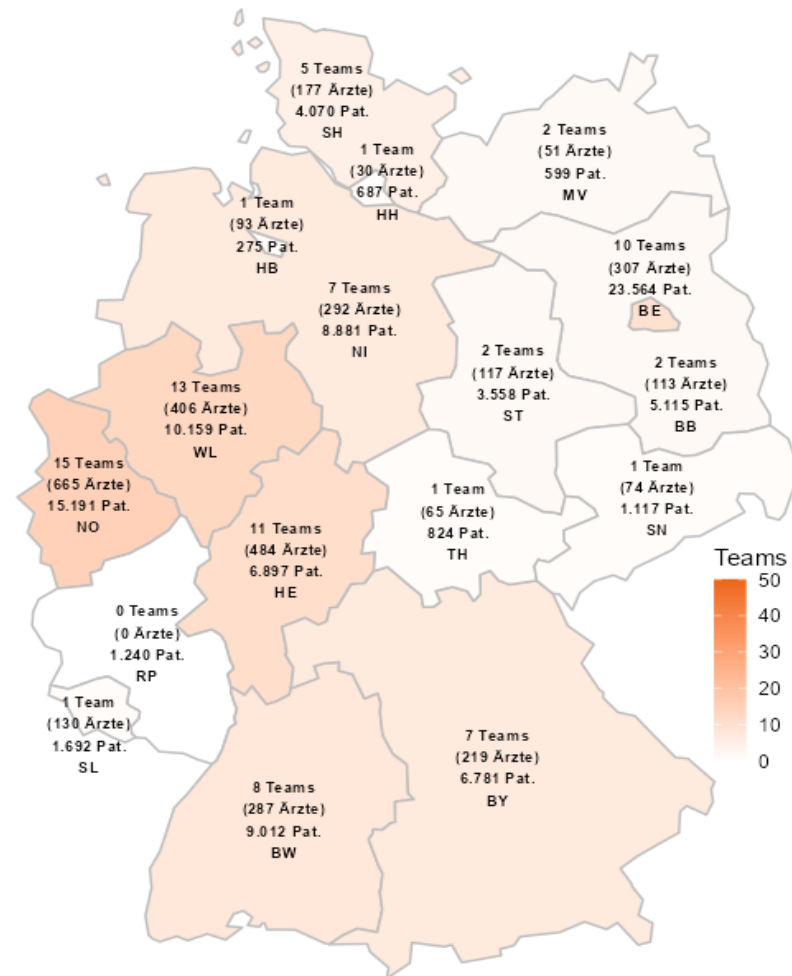 5 Teams
(177 Ärzte)
4.070 Pat.
SH
1 Team
(30 Ärzte)
687 Pat.
HH
2 Teams
(51 Ärzte)
599 Pat.
MV
1 Team
(93 Ärzte)
275 Pat.
HB
10 Teams
(307 Ärzte)
23.564 Pat.
BE
7 Teams
(292 Ärzte)
8.881 Pat.
NI
2 Teams
(117 Ärzte)
3.558 Pat.
ST
2 Teams
(113 Ärzte)
5.115 Pat.
BB
13 Teams
(406 Ärzte)
10.159 Pat.
WL
15 Teams
(665 Ärzte)
15.191 Pat.
NO
1 Team
(74 Ärzte)
1.117 Pat.
SN
1 Team
(65 Ärzte)
824 Pat.
TH
11 Teams
(484 Ärzte)
6.897 Pat.
HE
0 Teams
(0 Ärzte)
1.240 Pat.
RP
1 Team
(130 Ärzte)
1.692 Pat.
SL
7 Teams
(219 Ärzte)
6.781 Pat.
BY
8 Teams
(287 Ärzte)
9.012 Pat.
BW
Teams
50
40
30
20
10
0